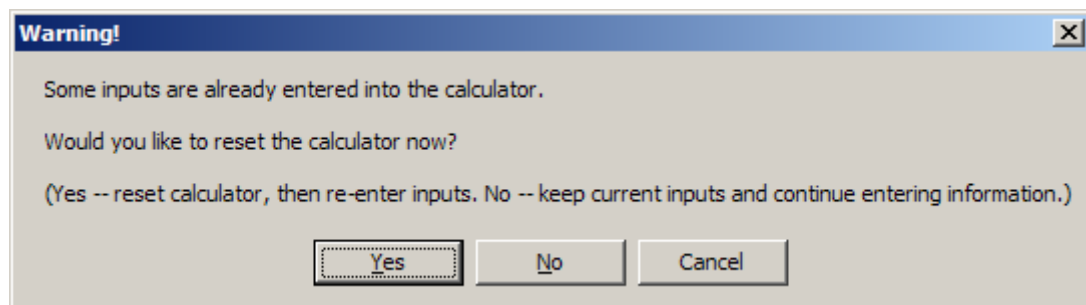 Warning!
Some inputs are already entered into the calculator.
Would you like to reset the calculator now?
(Yes -- reset calculator, then re-enter inputs. No -- keep current inputs and continue entering information.)
Yes No Cancel